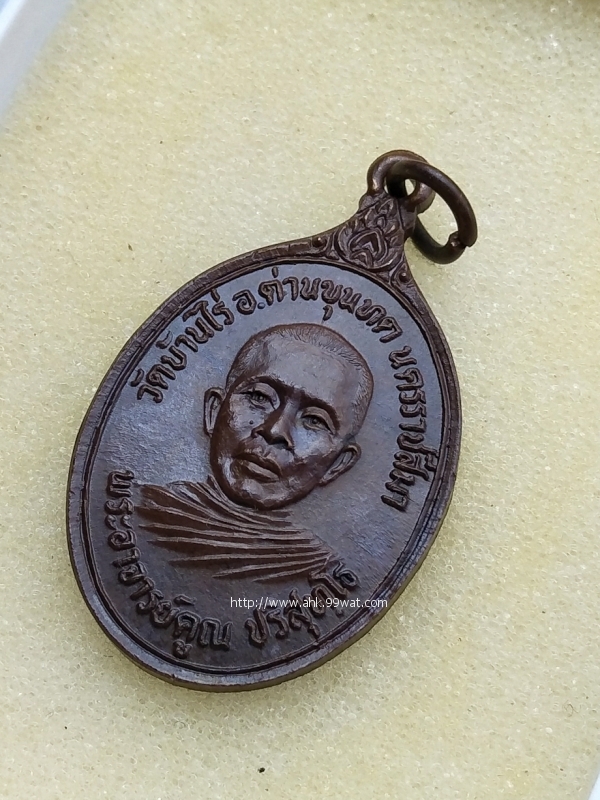 วัดบ้านไร่ อ.ด่านขุนทด นครราชสีมา
พระอาจารย์คูณ ปริสุทฺโธ
http://www.ahk.99wat.com